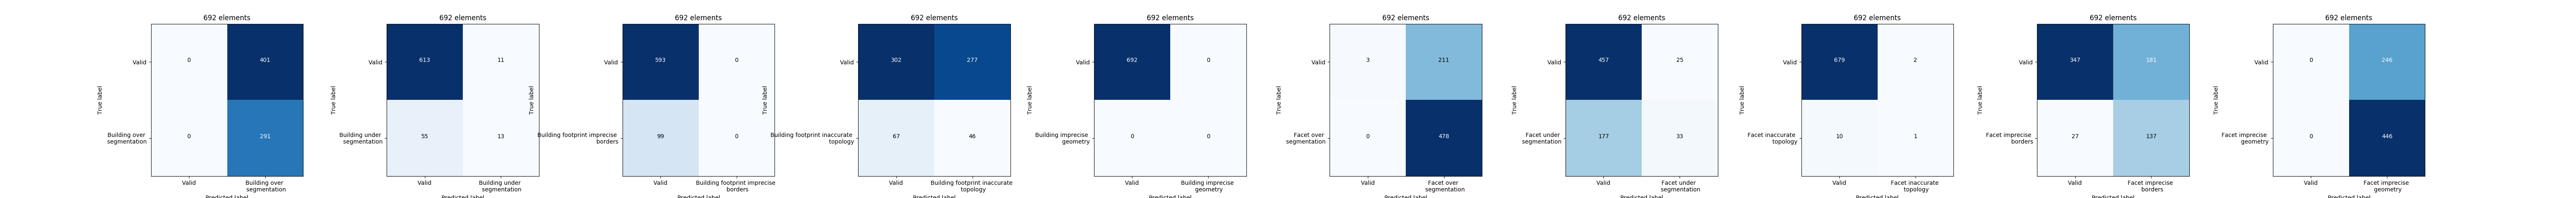 692 elements
True label
Valid
0
401
Building over
segmentation
0
291
Valid
Building over
segmentation
Predicted label
692 elements
True label
Valid
613
11
Building under
segmentation
55
13
Valid
Building under
segmentation
Predicted label
692 elements
True label
Valid
593
0
Building footprint imprecise
borders
99
0
Valid
Building footprint imprecise
borders
Predicted label
692 elements
True label
Valid
302
277
Building footprint inaccurate
topology
67
46
Valid
Building footprint inaccurate
topology
Predicted label
692 elements
True label
Valid
692
0
Building imprecise
geometry
0
0
Valid
Building imprecise
geometry
Predicted label
692 elements
True label
Valid
3
211
Facet over
segmentation
0
478
Valid
Facet over
segmentation
Predicted label
692 elements
True label
Valid
457
25
Facet under
segmentation
177
33
Valid
Facet under
segmentation
Predicted label
692 elements
True label
Valid
679
2
Facet inaccurate
topology
10
1
Valid
Facet inaccurate
topology
Predicted label
692 elements
True label
Valid
347
181
Facet imprecise
borders
27
137
Valid
Facet imprecise
borders
Predicted label
692 elements
True label
Valid
0
246
Facet imprecise
geometry
0
446
Valid
Facet imprecise
geometry
Predicted label